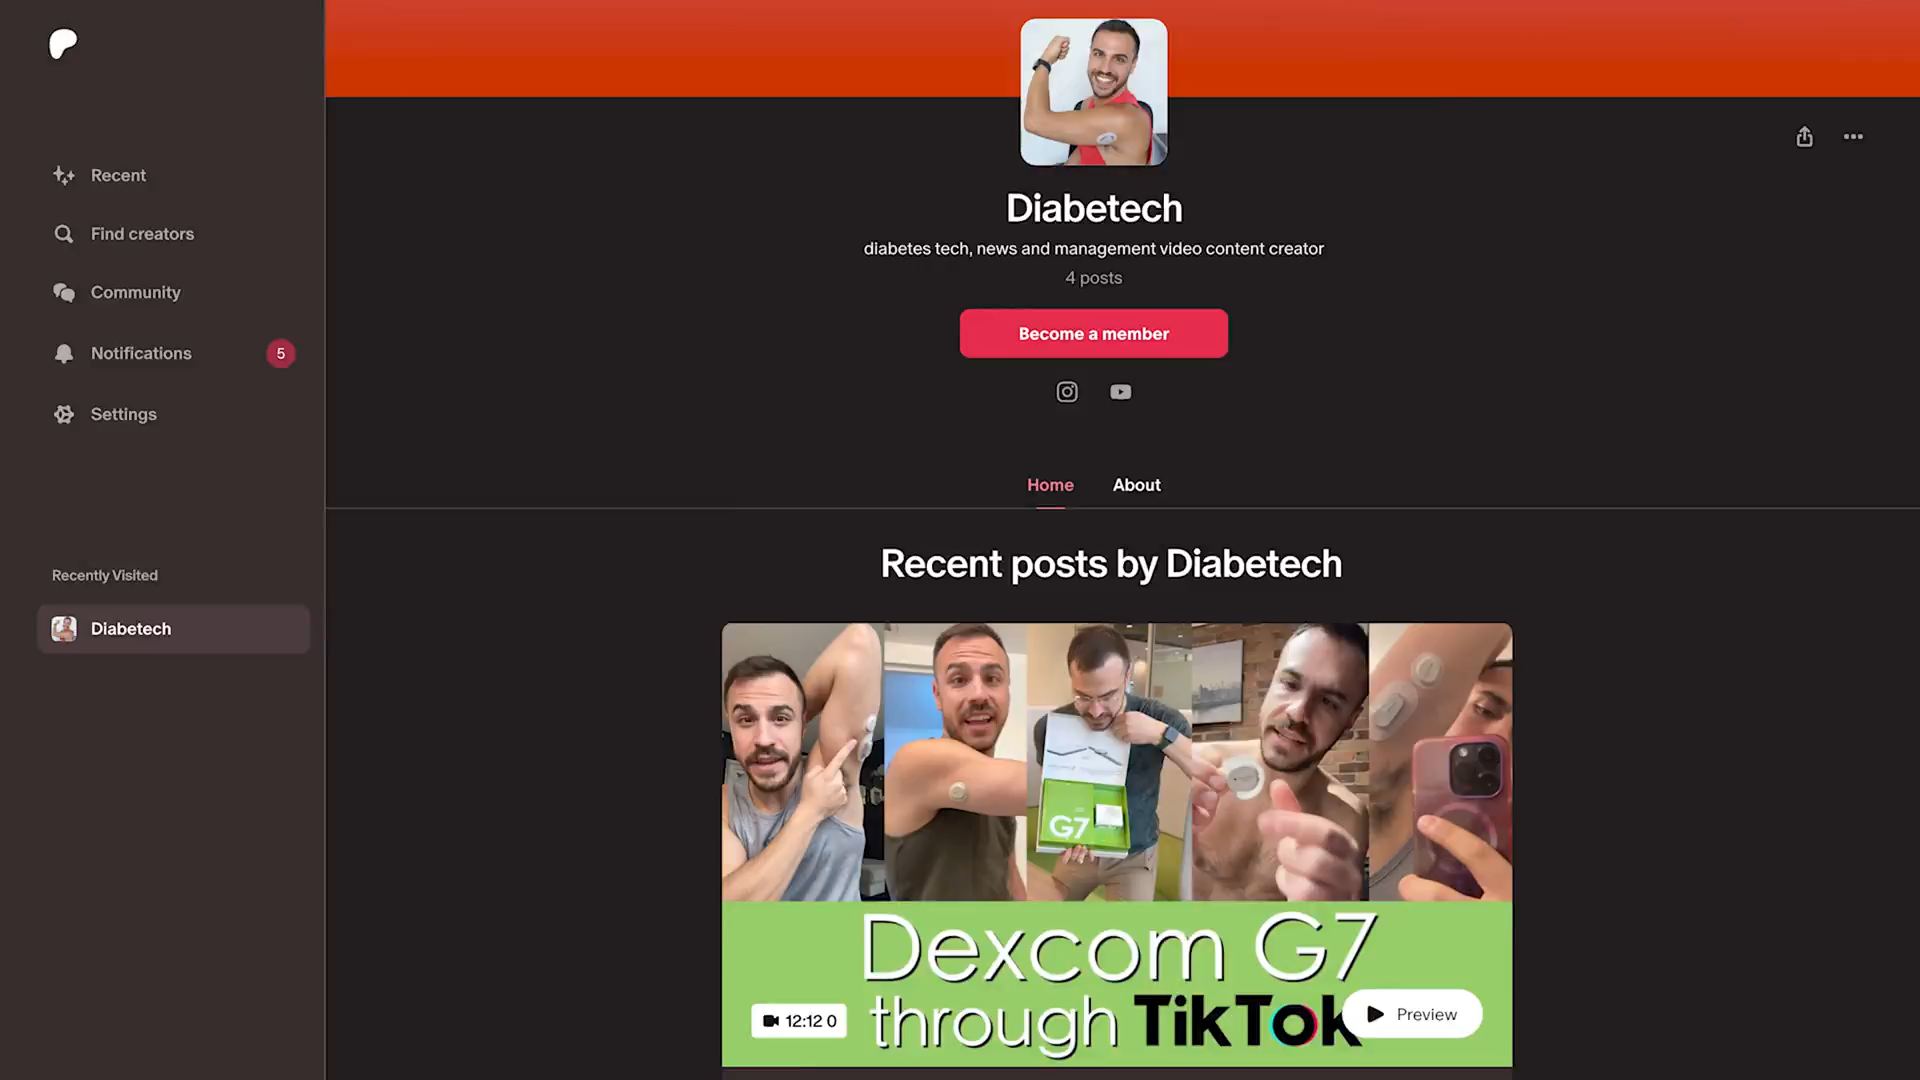 Recent
Find creators
Community
Notifications
5
Settings
Recently Visited
Diabetech
Diabetech
diabetes tech, news and management video content creator
4 posts
Become a member
Home
About
Recent posts by Diabetech
G7
Dexcom G7
through TikTok
12:12 0
Preview